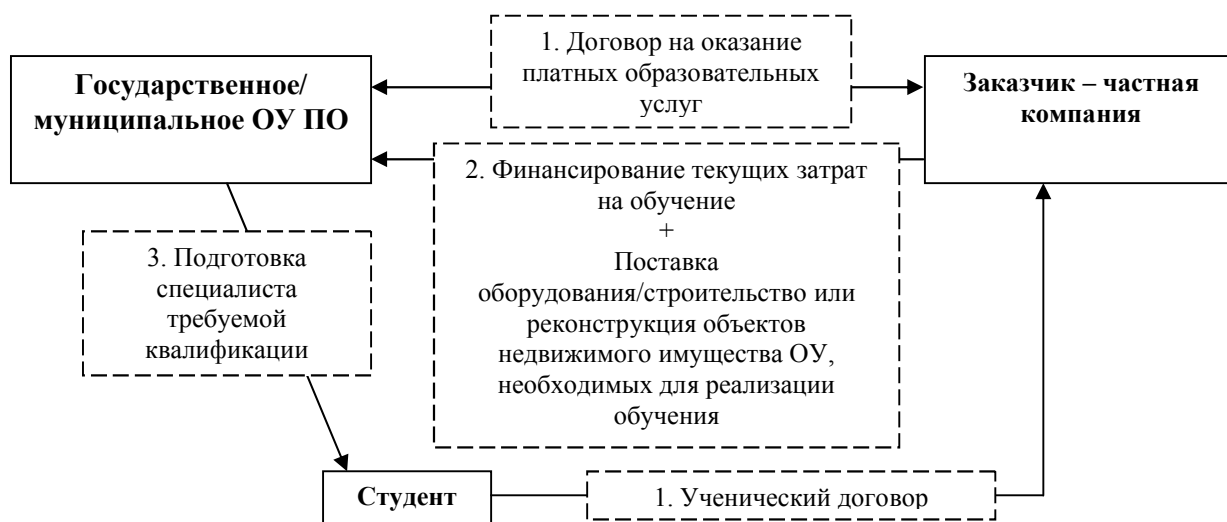 1. Договор на оказание
платных образовательных
услуг
Государственное/
муниципальное ОУ ПО
Заказчик – частная
компания
2. Финансирование текущих затрат
на обучение
+
Поставка
оборудования/строительство или
реконструкция объектов
недвижимого имущества ОУ,
необходимых для реализации
обучения
3. Подготовка
специалиста
требуемой
квалификации
Студент
1. Ученический договор